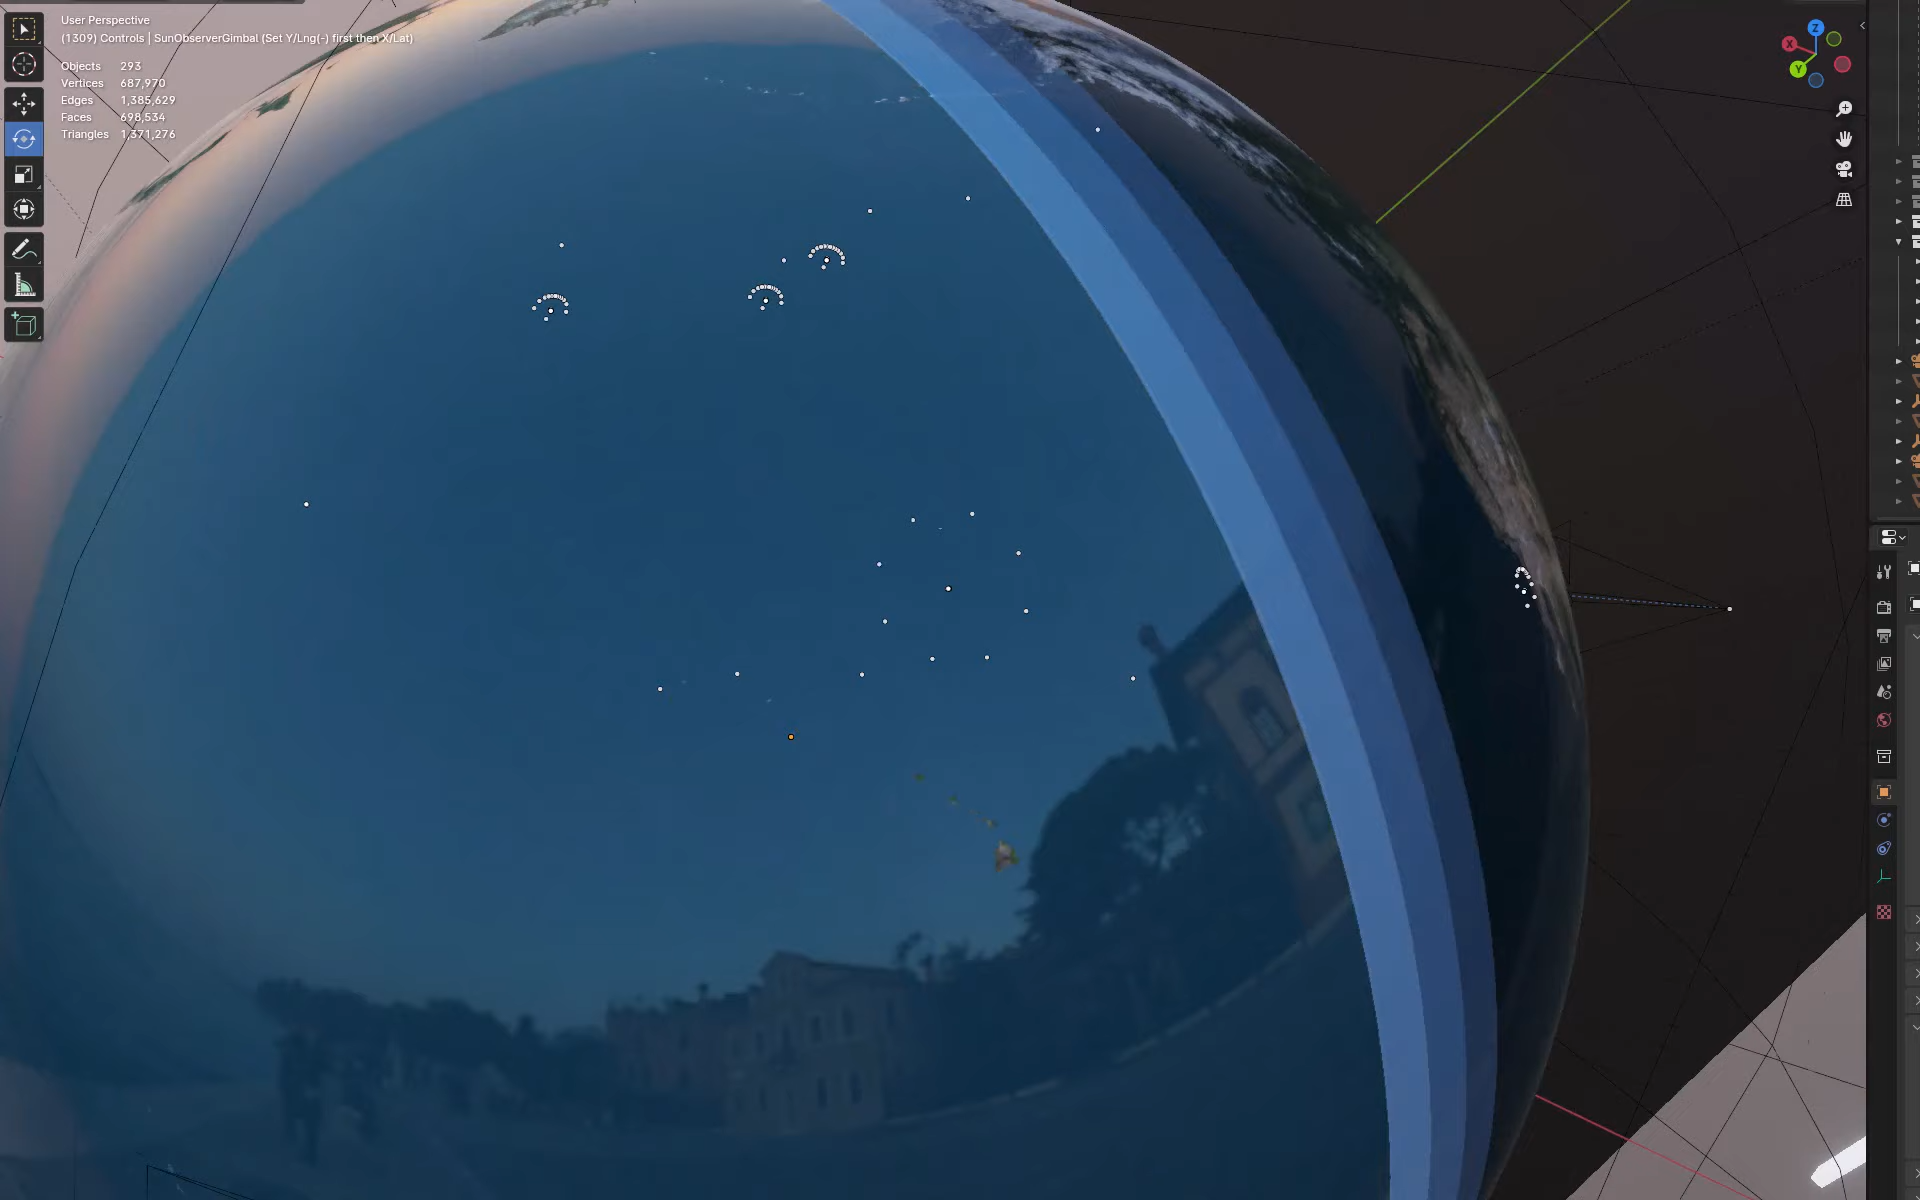 User Perspective
(1309) Controls | SunObserverGimbal (Set Y/Lng(-) first then X/Lat)
Objects 293
Vertices 687,970
Edges 1,385,629
Faces 698,534
Triangles 1,371,276
Z
X
Y